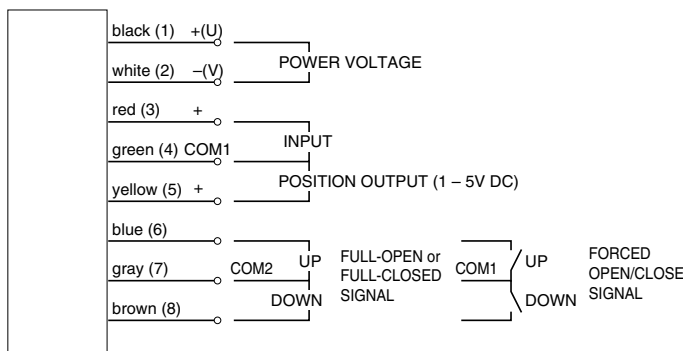 black (1) +(U)
POWER VOLTAGE
white (2) –(V)
red (3) +
INPUT
green (4) COM1
POSITION OUTPUT (1 – 5V DC)
yellow (5) +
blue (6)
UP
FULL-OPEN or
FULL-CLOSED
SIGNAL
gray (7) COM2
DOWN
brown (8)
COM1
UP
DOWN
FORCED
OPEN/CLOSE
SIGNAL